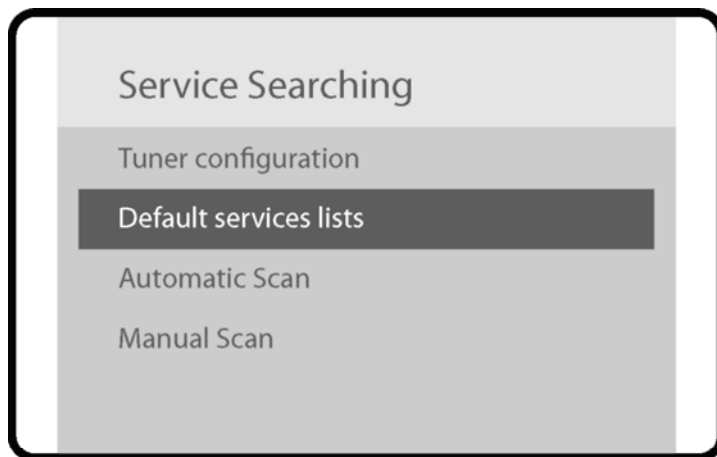 Service Searching
Tuner configuration
Default services lists
Automatic Scan
Manual Scan